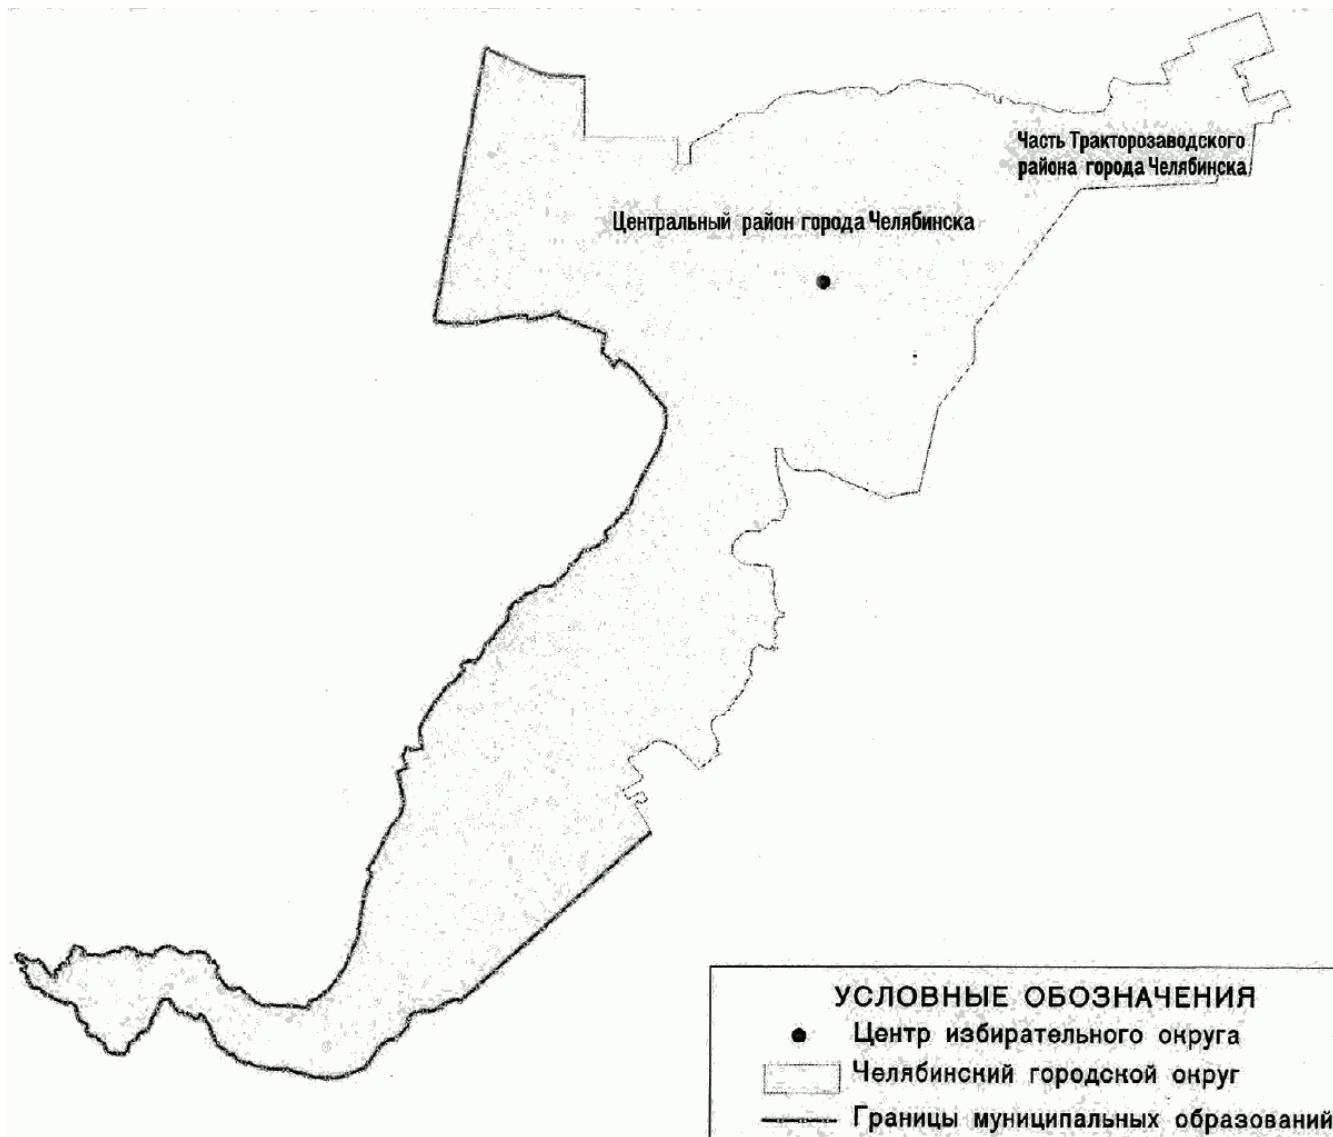 Часть Тракторозаводского
района города Челябинска
Центральный район города Челябинска
УСЛОВНЫЕ ОБОЗНАЧЕНИЯ
Центр избирательного округа
Челябинский городской округ
Границы муниципальных образований